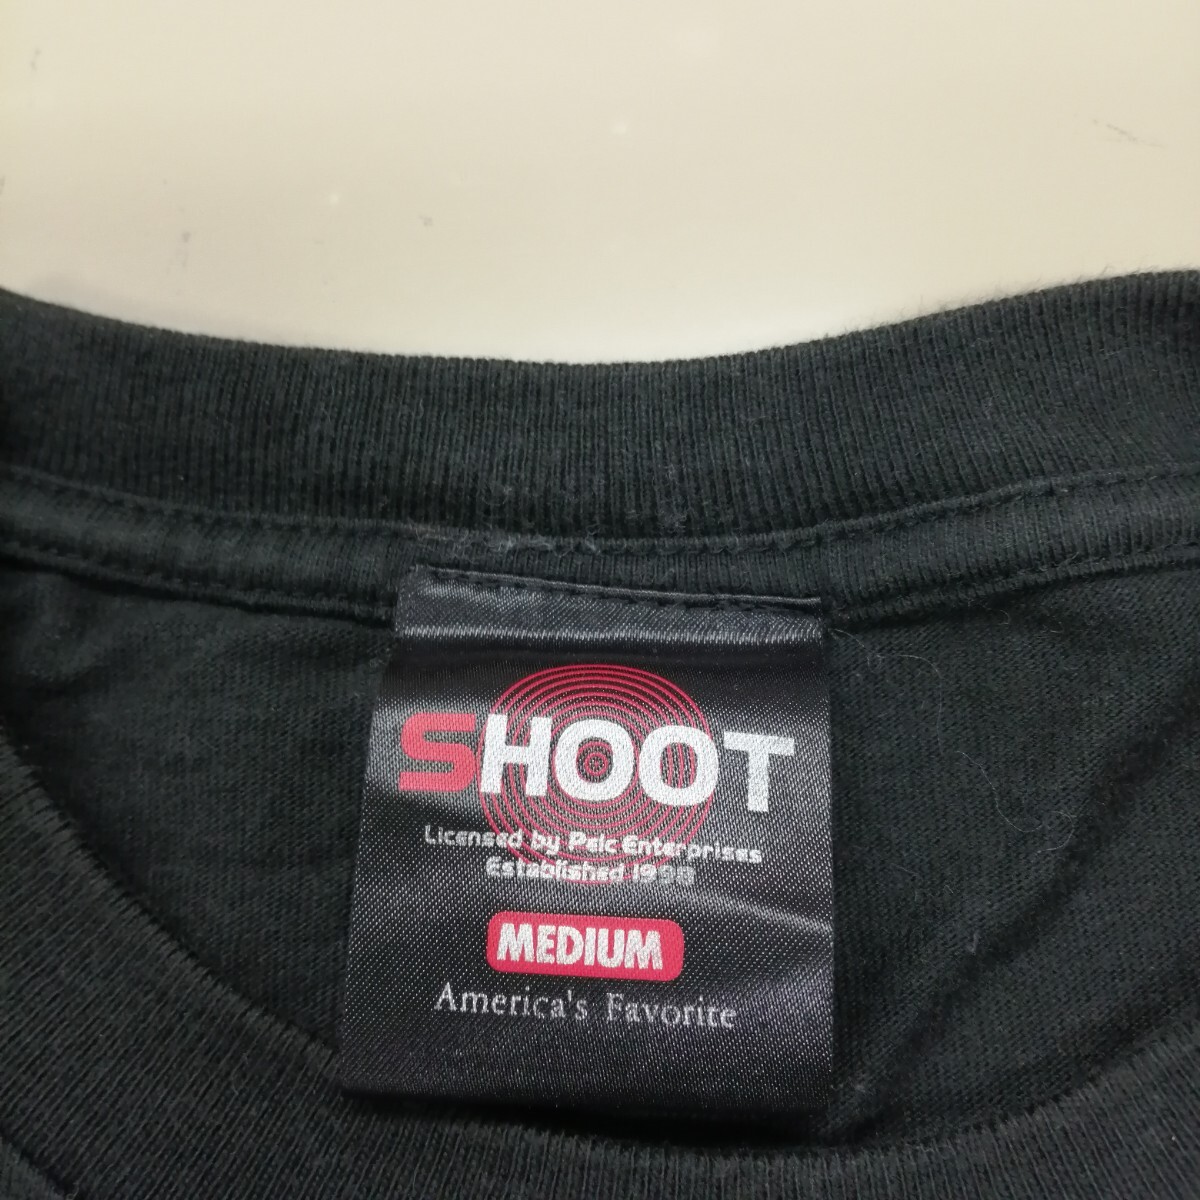 SHOOT
Licensed by Pelc Enterprises
Established 1998
MEDIUM
America's Favorite